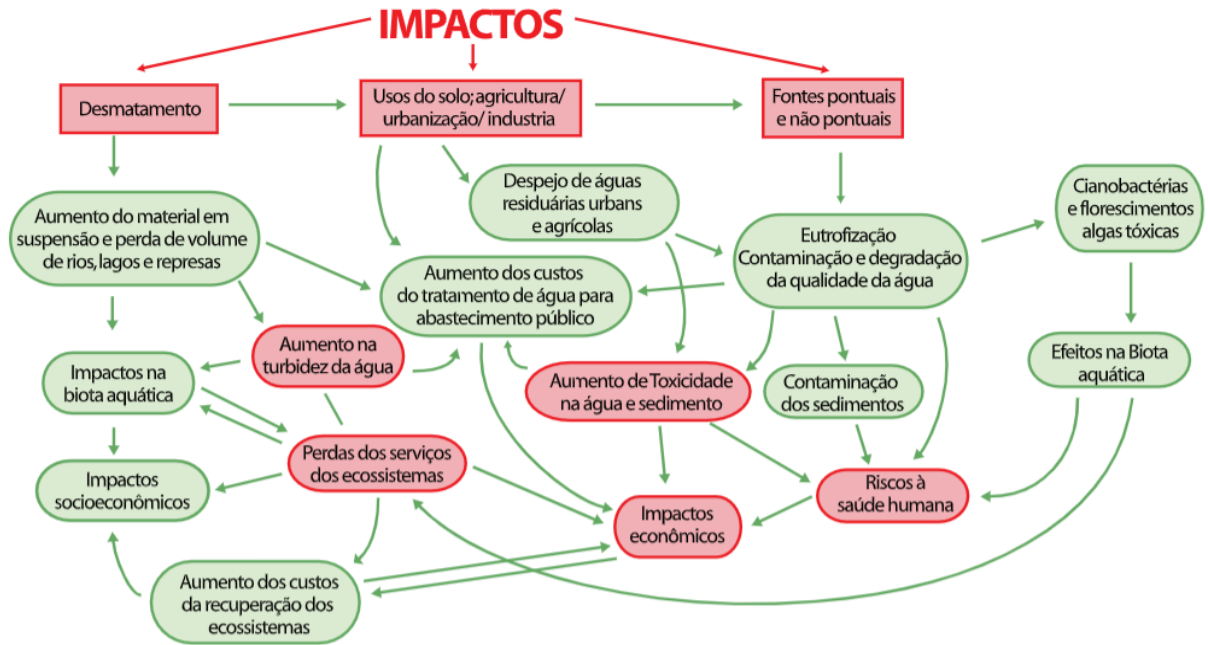 IMPACTOS
Desmatamento
Usos do solo; agricultura/
urbanização/ industria
Fontes pontuais
e não pontuais
Aumento do material em
suspensão e perda de volume
de rios, lagos e represas
Despejo de águas
residuárias urbans
e agrícolas
Eutrofização
Contaminação e degradação
da qualidade da água
Cianobactérias
e florescimentos
algas tóxicas
Aumento dos custos
do tratamento de água para
abastecimento público
Aumento na
turbidez da água
Impactos na
biota aquática
Aumento de Toxicidade
na água e sedimento
Contaminação
dos sedimentos
Efeitos na Biota
aquática
Impactos
socioeconômicos
Perdas dos serviços
dos ecossistemas
Riscos à
saúde humana
Impactos
econômicos
Aumento dos custos
da recuperação dos
ecossistemas